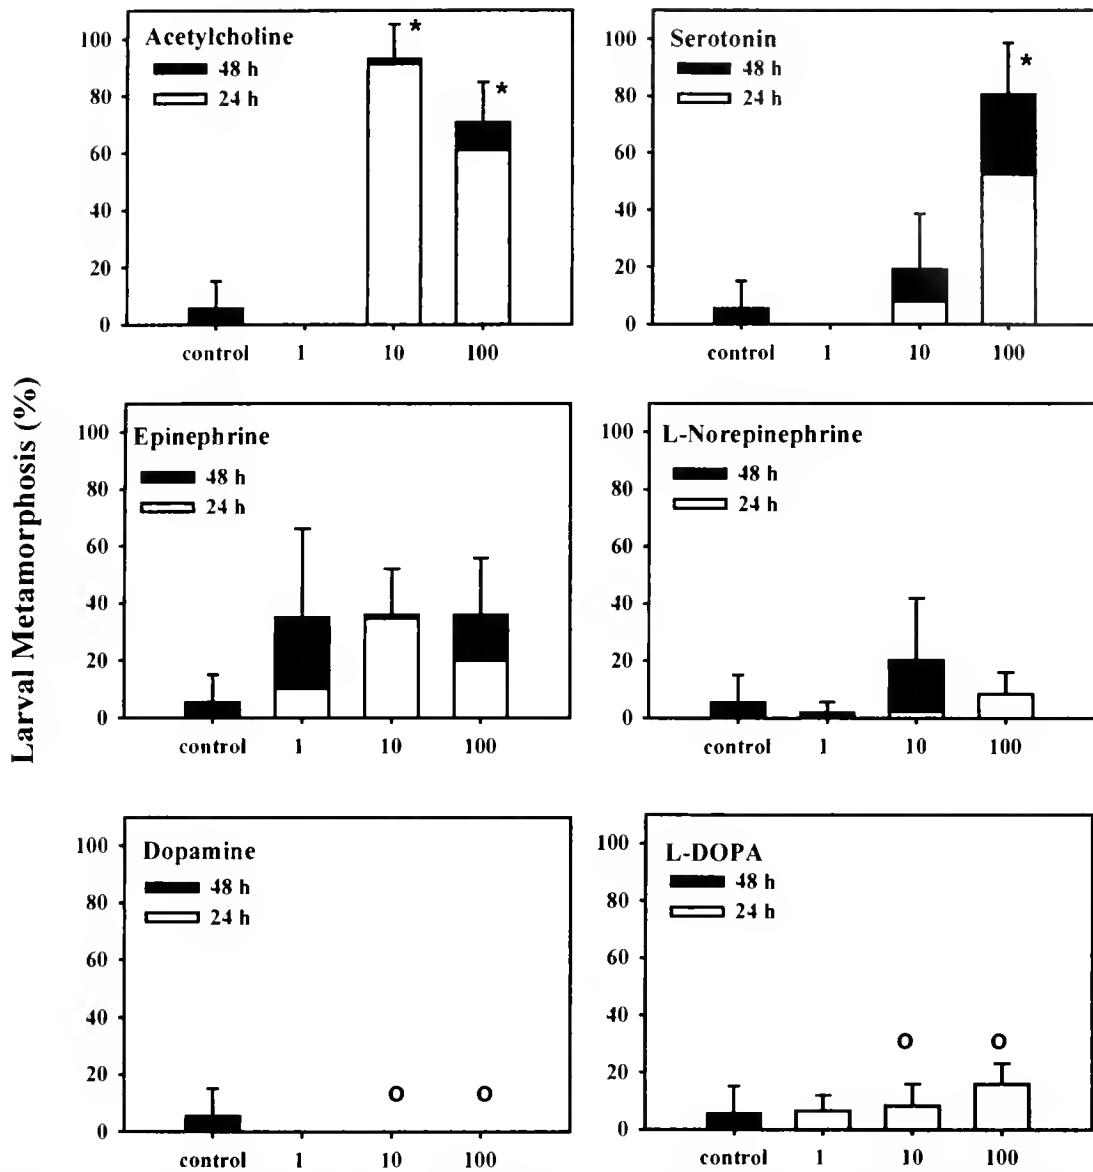 Larval Metamorphosis (%)
Acetylcholine
48 h
24 h
100
80
60
40
20
0
*
*
control 1 10 100
Serotonin
48 h
24 h
100
80
60
40
20
0
*
control 1 10 100
Epinephrine
48 h
24 h
100
80
60
40
20
0
control 1 10 100
L-Norepinephrine
48 h
24 h
100
80
60
40
20
0
control 1 10 100
Dopamine
48 h
24 h
100
80
60
40
20
0
O O
control 1 10 100
L-DOPA
48 h
24 h
100
80
60
40
20
0
O O
control 1 10 100